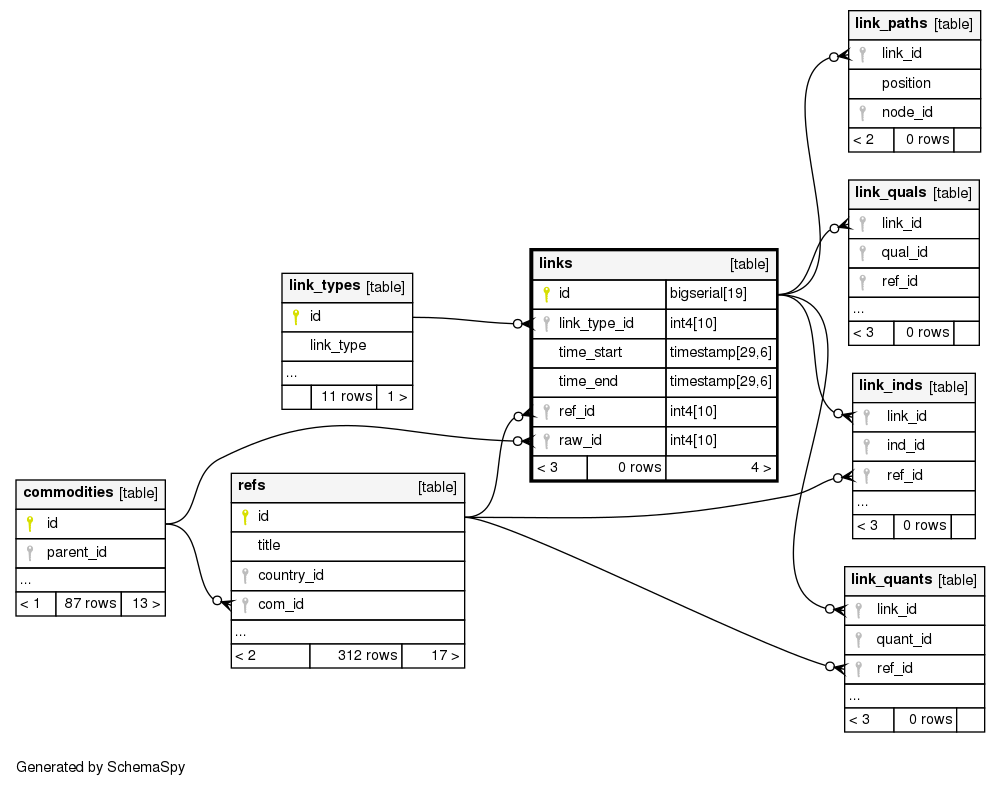 link_paths [table]
link_id
position
node_id
< 2 0 rows
link_quals [table]
link_id
qual_id
ref_id
...
< 3 0 rows
links [table]
id bigserial[19]
link_type_id int4[10]
time_start timestamp[29,6]
time_end timestamp[29,6]
ref_id int4[10]
raw_id int4[10]
< 3 0 rows 4 >
link_types [table]
id
link_type
...
11 rows 1 >
link_inds [table]
link_id
ind_id
ref_id
...
< 3 0 rows
commodities [table]
id
parent_id
...
< 1 87 rows 13 >
refs [table]
id
title
country_id
com_id
...
< 2 312 rows 17 >
link_quants [table]
link_id
quant_id
ref_id
...
< 3 0 rows
Generated by SchemaSpy